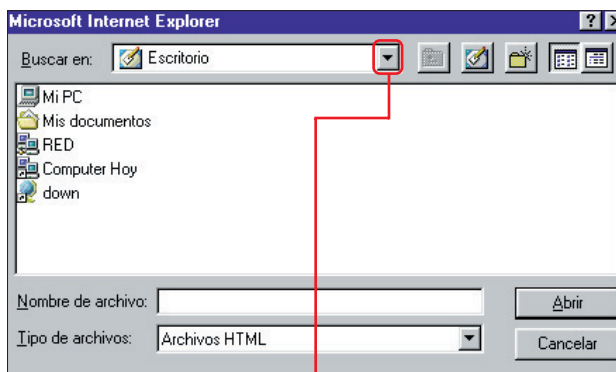 Microsoft Internet Explorer
Buscar en: Escritorio
Mi PC
Mis documentos
RED
Computer Hoy
down
Nombre de archivo: Abrir
Tipo de archivos: Archivos HTML Cancelar